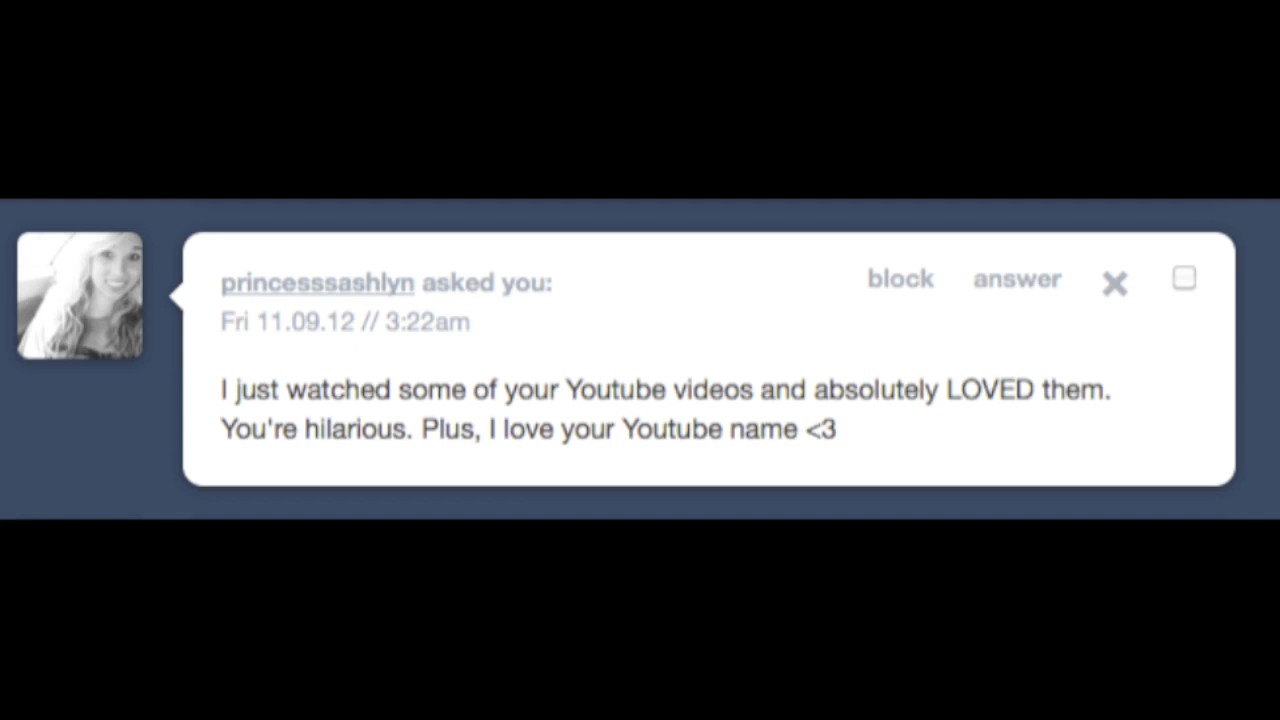 princesssashlyn asked you:
block answer
Fri 11.09.12 // 3:22am
I just watched some of your Youtube videos and absolutely LOVED them.
You're hilarious. Plus, I love your Youtube name <3